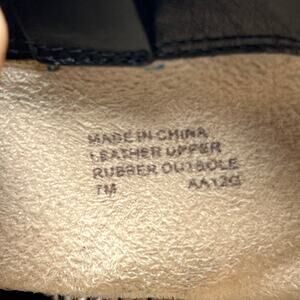 MADE IN CHINA
LEATHER UPPER
RUBBER OUTSOLE
7M AA12G